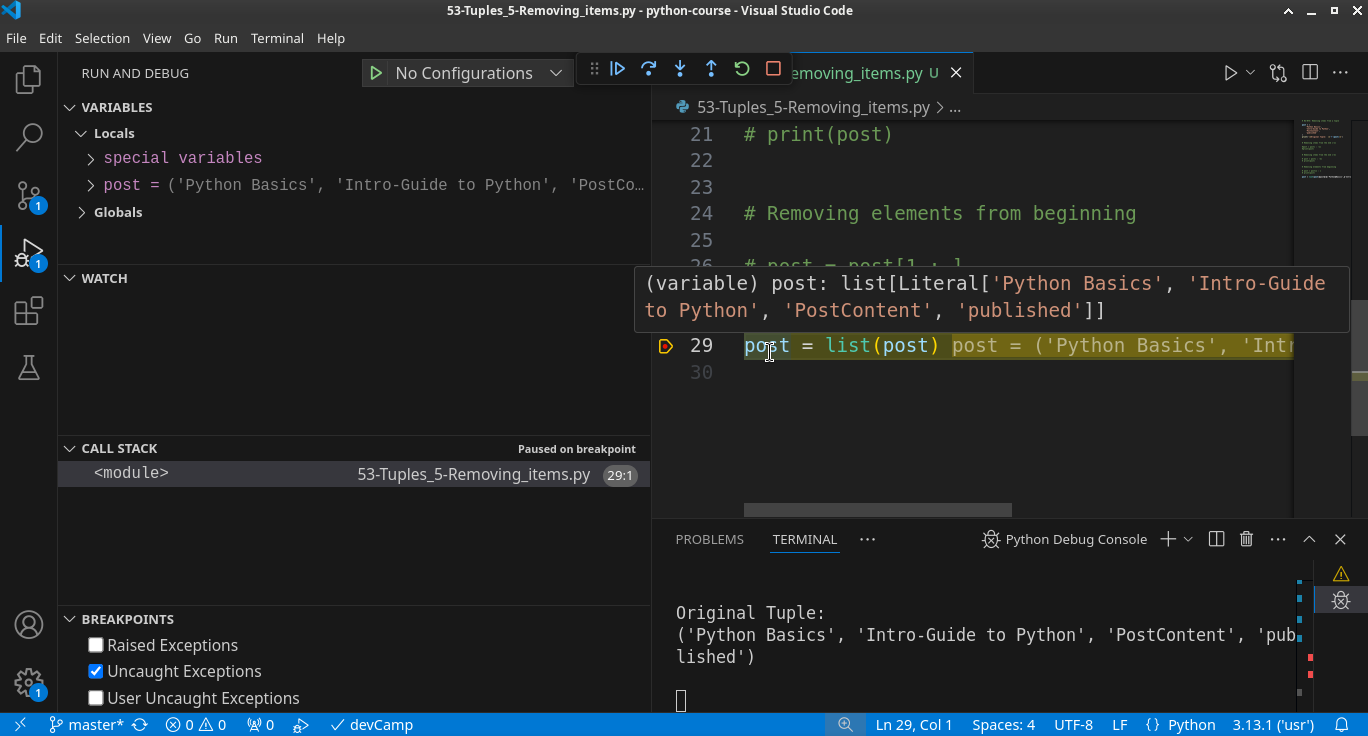 53-Tuples_5-Removing_items.py - python-course - Visual Studio Code
File Edit Selection View Go Run Terminal Help
RUN AND DEBUG
No Configurations
emoving_items.py U
VARIABLES
Locals
special variables
post = ('Python Basics', 'Intro-Guide to Python', 'PostCo…
Globals
WATCH
CALL STACK
Paused on breakpoint
<module> 53-Tuples_5-Removing_items.py 29:1
BREAKPOINTS
Raised Exceptions
Uncaught Exceptions
User Uncaught Exceptions
53-Tuples_5-Removing_items.py > ...
21 # print(post)
22
23
24 # Removing elements from beginning
25
26 # post = post[1 : ]
(variable) post: list[Literal['Python Basics', 'Intro-Guide
to Python', 'PostContent', 'published']]
29 post = list(post) post = ('Python Basics', 'Intr
30
PROBLEMS TERMINAL ... Python Debug Console
Original Tuple:
('Python Basics', 'Intro-Guide to Python', 'PostContent', 'pub
lished')
1
1
1
master* 0 0 0 devCamp Ln 29, Col 1 Spaces: 4 UTF-8 LF { } Python 3.13.1 ('usr')